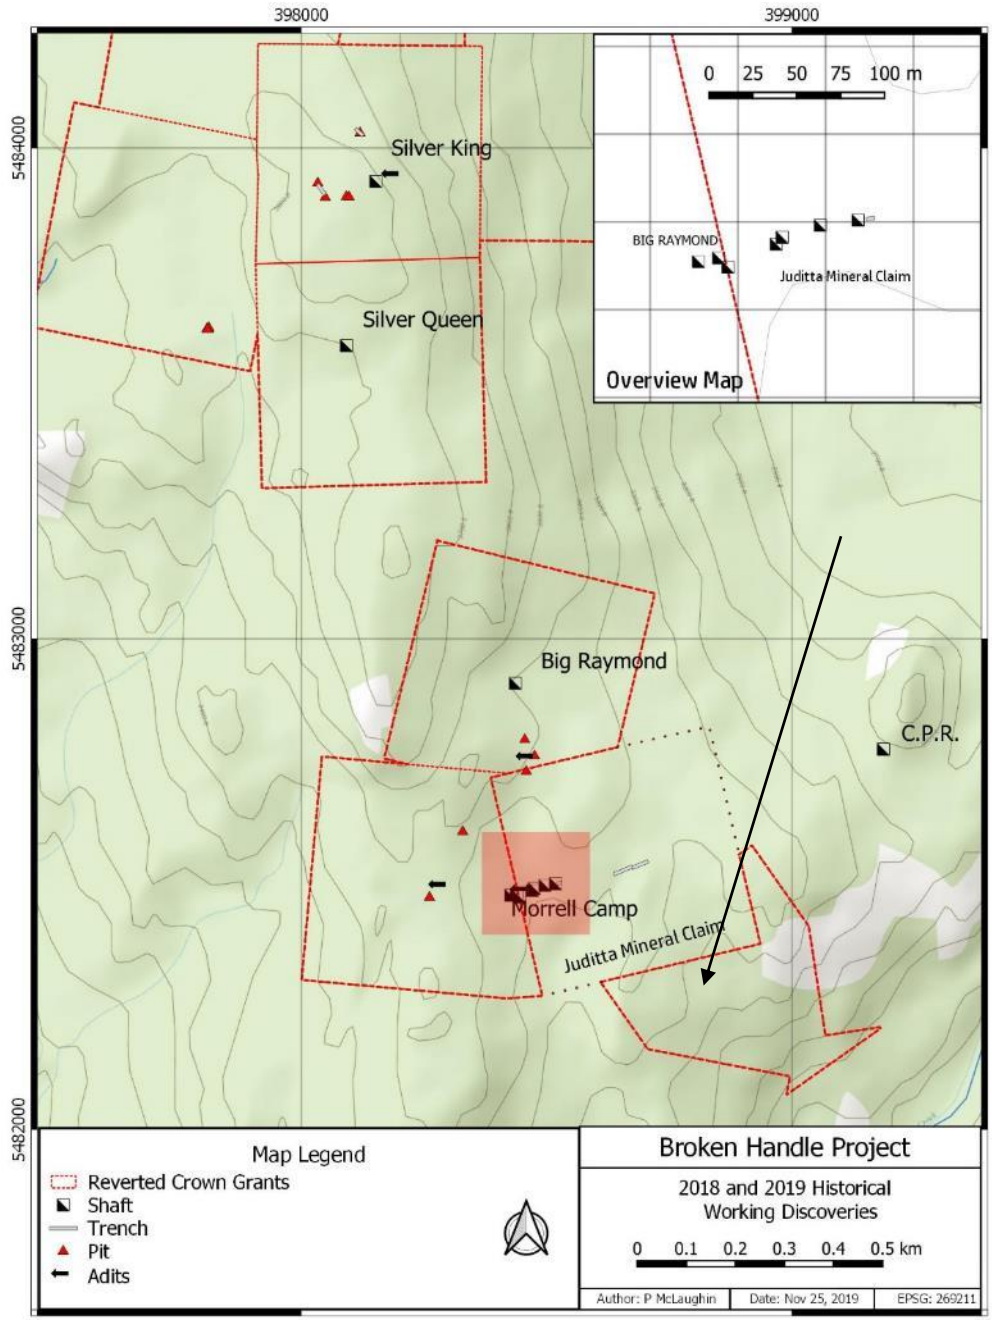 398000
399000
5484000
5483000
5482000
Silver King
Silver Queen
Big Raymond
C.P.R.
Morrell Camp
Juditta Mineral Claim
0 25 50 75 100 m
BIG RAYMOND
Juditta Mineral Claim
Overview Map
Map Legend
Reverted Crown Grants
Shaft
Trench
Pit
Adits
Broken Handle Project
2018 and 2019 Historical
Working Discoveries
0 0.1 0.2 0.3 0.4 0.5 km
Author: P McLaughin
Date: Nov 25, 2019
EPSG: 269211